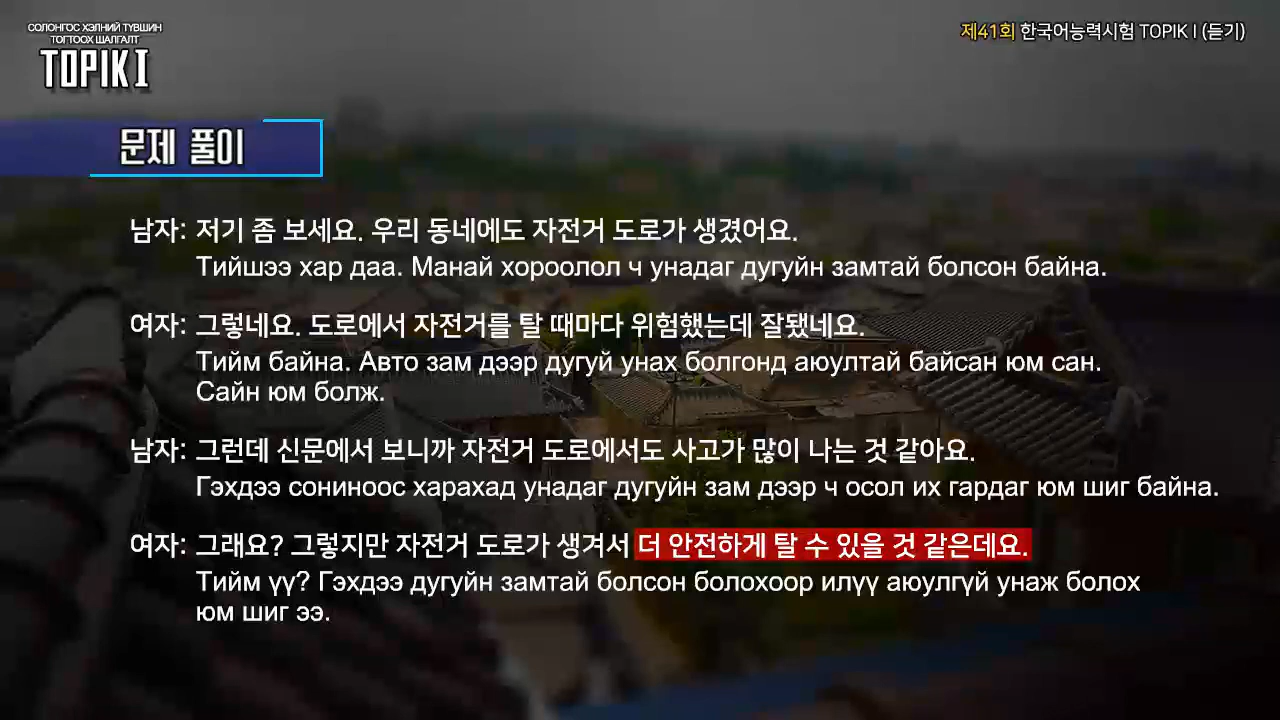 СОЛОНГОС ХЭЛНИЙ ТҮВШИН
ТОГТООХ ШАЛГАЛТ
TOPIK I
제41회 한국어능력시험 TOPIK I (듣기)
문제 풀이
남자: 저기 좀 보세요. 우리 동네에도 자전거 도로가 생겼어요.
Тийшээ хар даа. Манай хороолол ч унадаг дугуйн замтай болсон байна.
여자: 그렇네요. 도로에서 자전거를 탈 때마다 위험했는데 잘됐네요.
Тийм байна. Авто зам дээр дугуй унах болгонд аюултай байсан юм сан.
Сайн юм болж.
남자: 그런데 신문에서 보니까 자전거 도로에서도 사고가 많이 나는 것 같아요.
Гэхдээ сониноос харахад унадаг дугуйн зам дээр ч осол их гардаг юм шиг байна.
여자: 그래요? 그렇지만 자전거 도로가 생겨서 더 안전하게 탈 수 있을 것 같은데요.
Тийм үү? Гэхдээ дугуйн замтай болсон болохоор илүү аюулгүй унаж болох
юм шиг ээ.